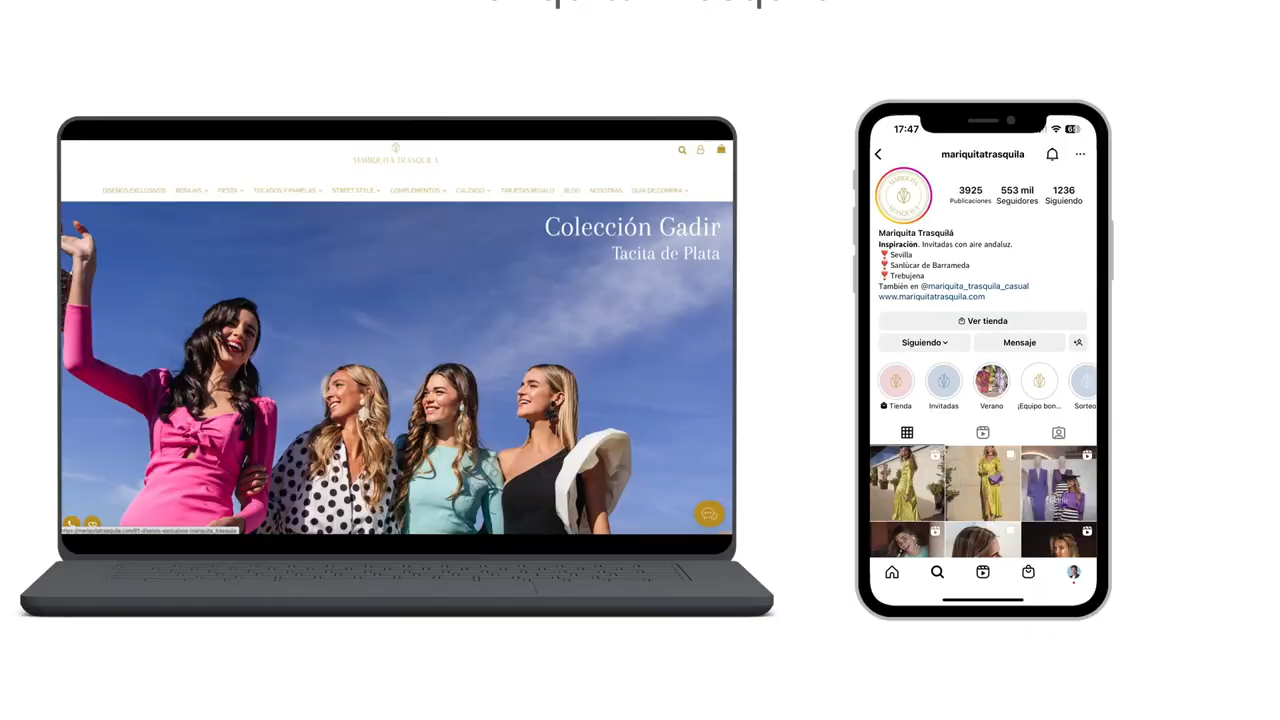 MARIQUITA TRASQUILÁ
DISEÑOS EXCLUSIVOS REBAJAS FIESTA TOCADOS Y PAMELAS STREET STYLE COMPLEMENTOS CALZADO TARJETAS REGALO BLOG NOSOTRAS GUÍA DE COMPRA
Colección Gadir
Tacita de Plata
17:47
mariquitatrasquila
3925 553 mil 1236
Publicaciones Seguidores Siguiendo
Mariquita Trasquilá
Inspiración. Invitadas con aire andaluz.
Sevilla
Sanlúcar de Barrameda
Trebujena
También en @mariquita_trasquila_casual
www.mariquitatrasquila.com
Ver tienda
Siguiendo Mensaje
Tienda Invitadas Verano ¡Equipo bon... Sorteo